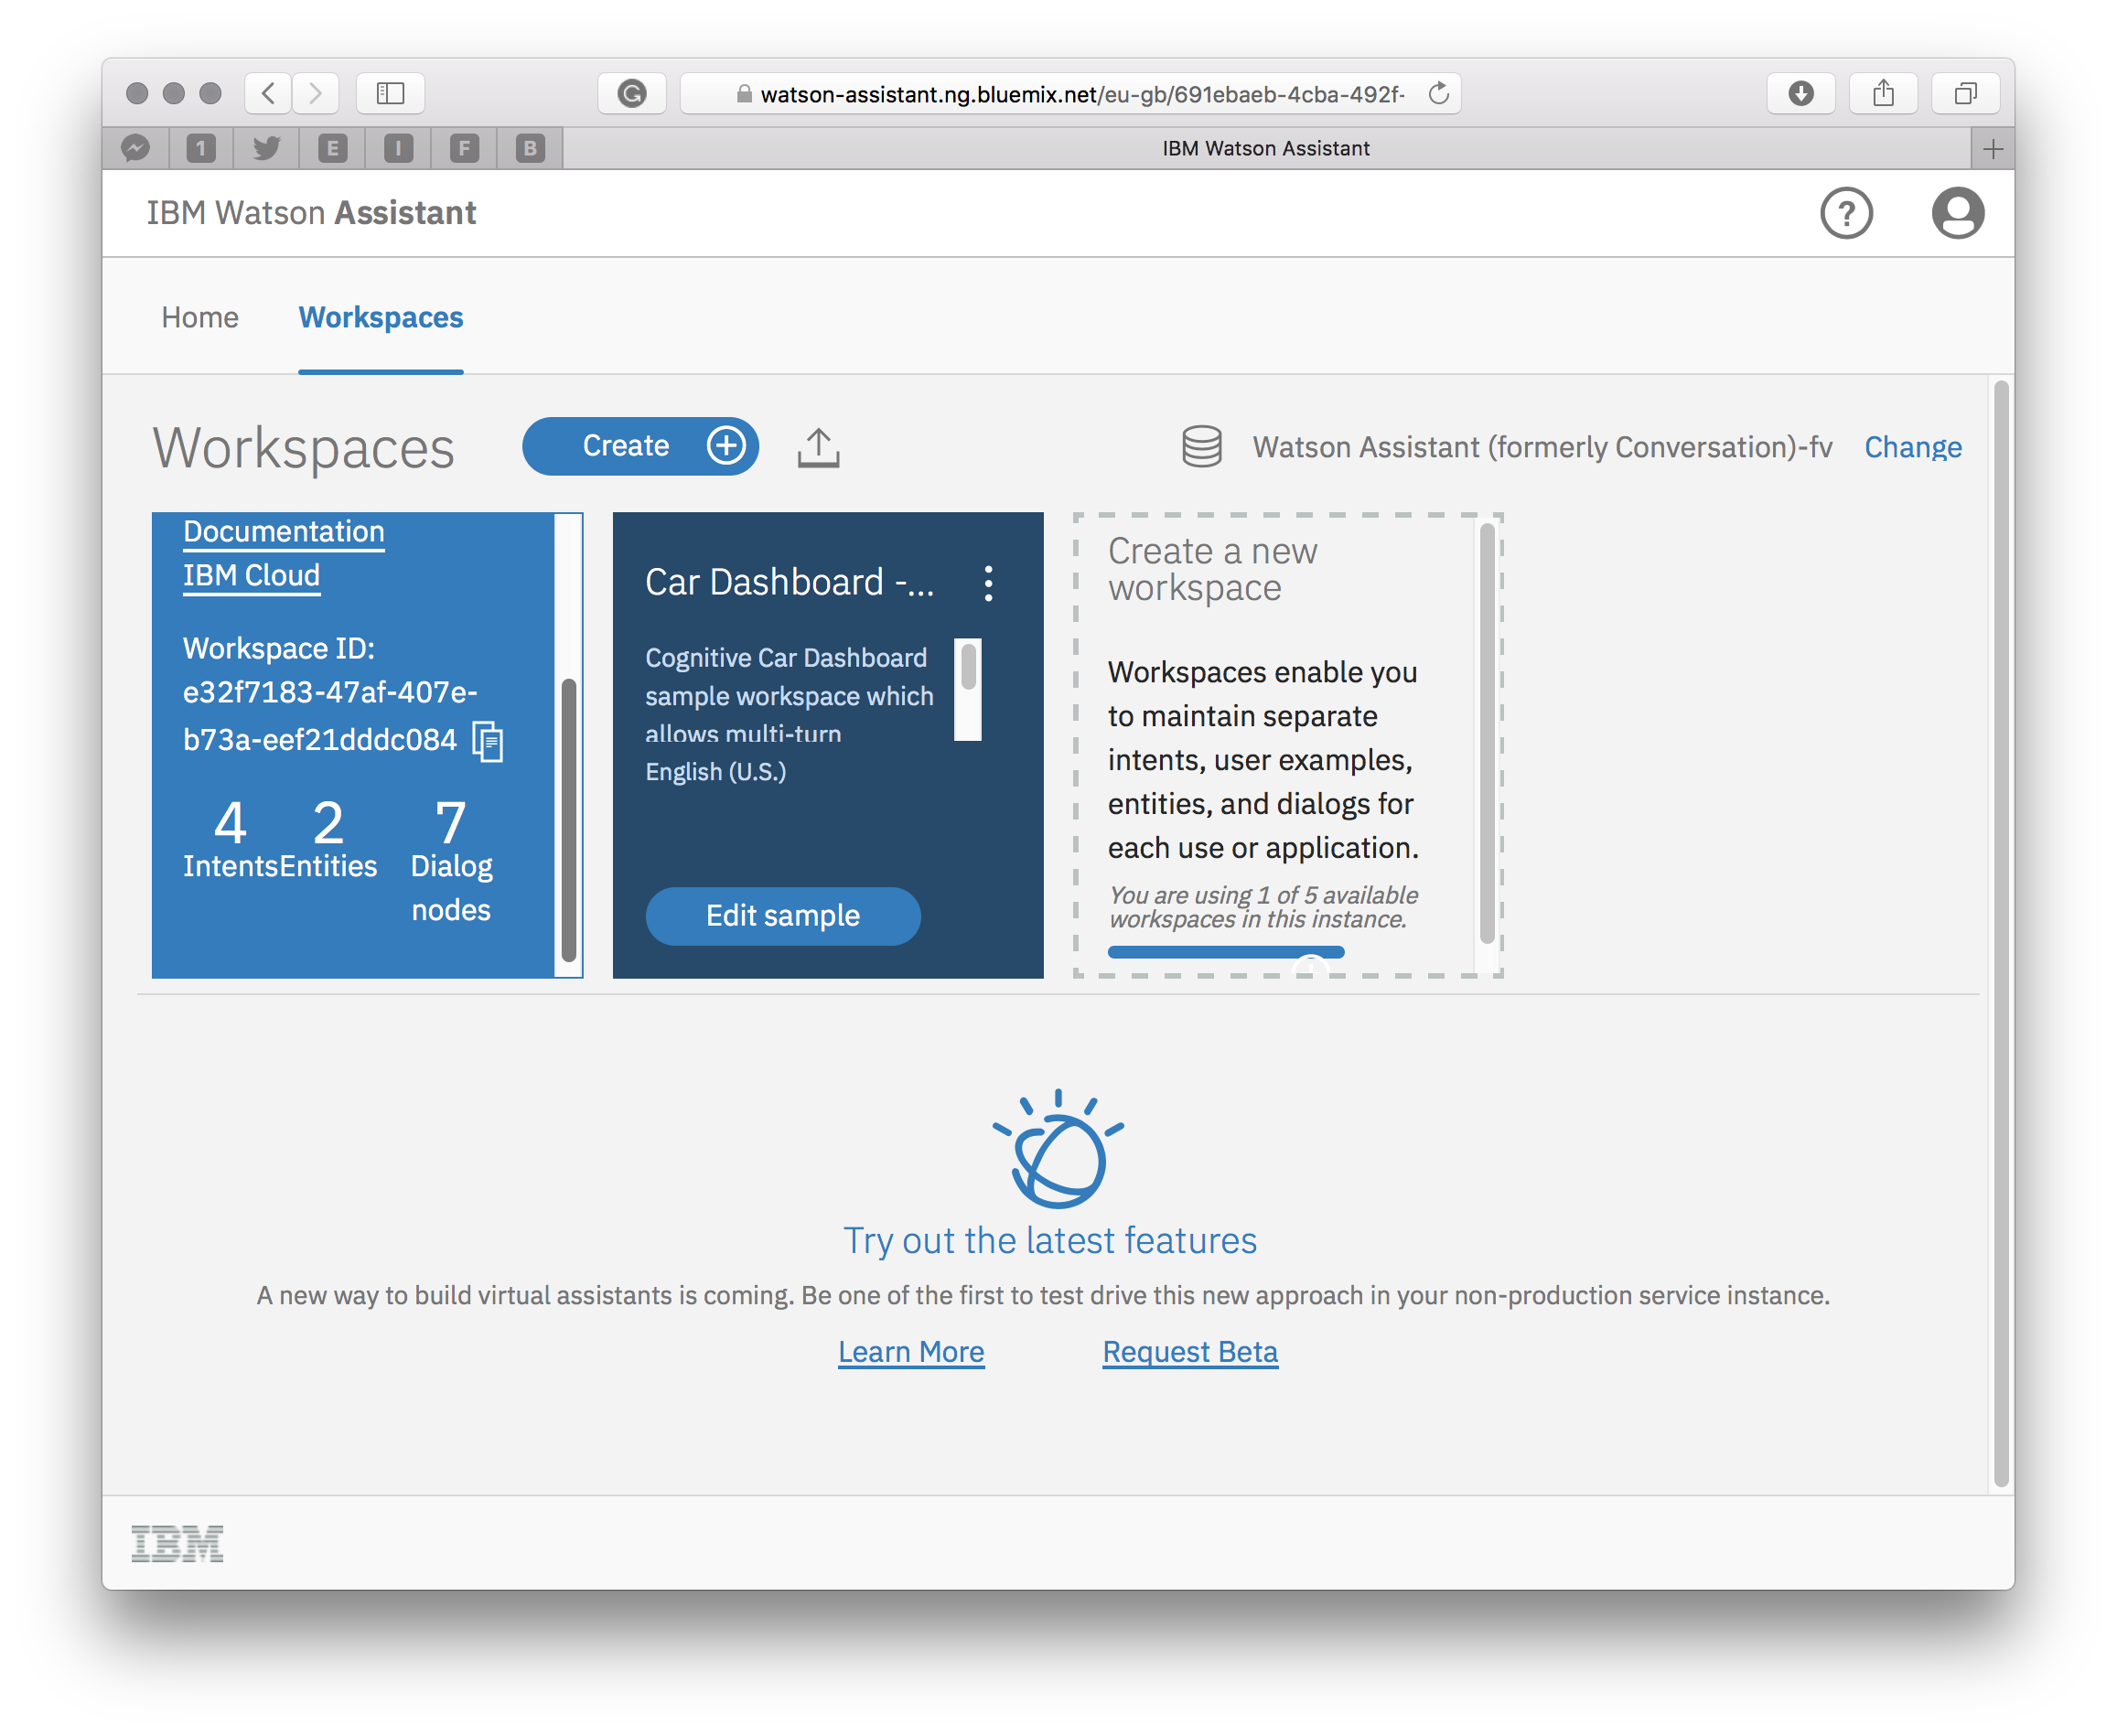 watson-assistant.ng.bluemix.net/eu-gb/691ebaeb-4cba-492f-
1
E
I
F
B
IBM Watson Assistant
IBM Watson Assistant
?
Home
Workspaces
Workspaces
Create
Watson Assistant (formerly Conversation)-fv
Change
Documentation
IBM Cloud
Workspace ID:
e32f7183-47af-407e-
b73a-eef21dddc084
4 2 7
Intents Entities Dialog
nodes
Car Dashboard -...
Cognitive Car Dashboard
sample workspace which
allows multi-turn
English (U.S.)
Edit sample
Create a new
workspace
Workspaces enable you
to maintain separate
intents, user examples,
entities, and dialogs for
each use or application.
You are using 1 of 5 available
workspaces in this instance.
Try out the latest features
A new way to build virtual assistants is coming. Be one of the first to test drive this new approach in your non-production service instance.
Learn More
Request Beta
IBM